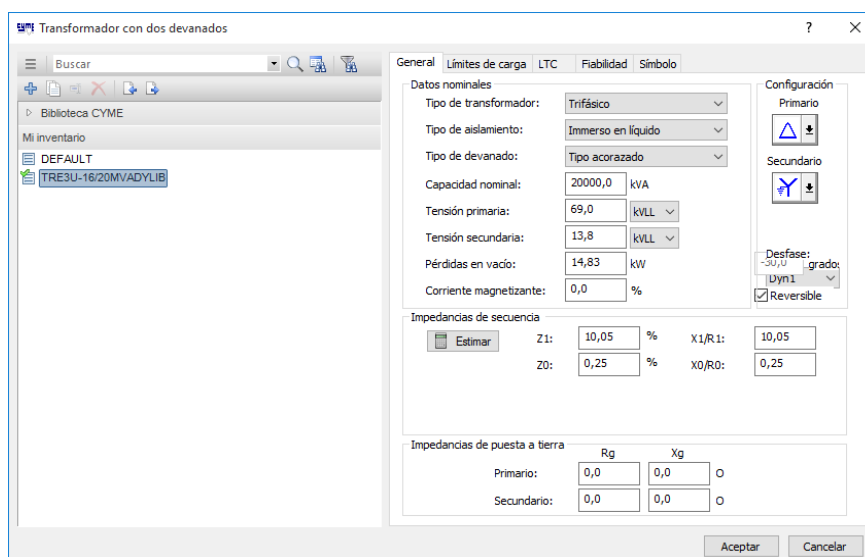 CYME Transformador con dos devanados ?
Buscar
Biblioteca CYME
Mi inventario
DEFAULT
TRE3U-16/20MVADYLIB
General Límites de carga LTC Fiabilidad Símbolo
Datos nominales
Tipo de transformador: Trifásico
Tipo de aislamiento: Immerso en líquido
Tipo de devanado: Tipo acorazado
Capacidad nominal: 20000,0 kVA
Tensión primaria: 69,0 kVLL
Tensión secundaria: 13,8 kVLL
Pérdidas en vacío: 14,83 kW
Corriente magnetizante: 0,0 %
Configuración
Primario
Secundario
Desfase:
-30,0 grados
Dyn1
Reversible
Impedancias de secuencia
Estimar Z1: 10,05 % X1/R1: 10,05
Z0: 0,25 % X0/R0: 0,25
Impedancias de puesta a tierra
Rg Xg
Primario: 0,0 0,0 O
Secundario: 0,0 0,0 O
Aceptar Cancelar